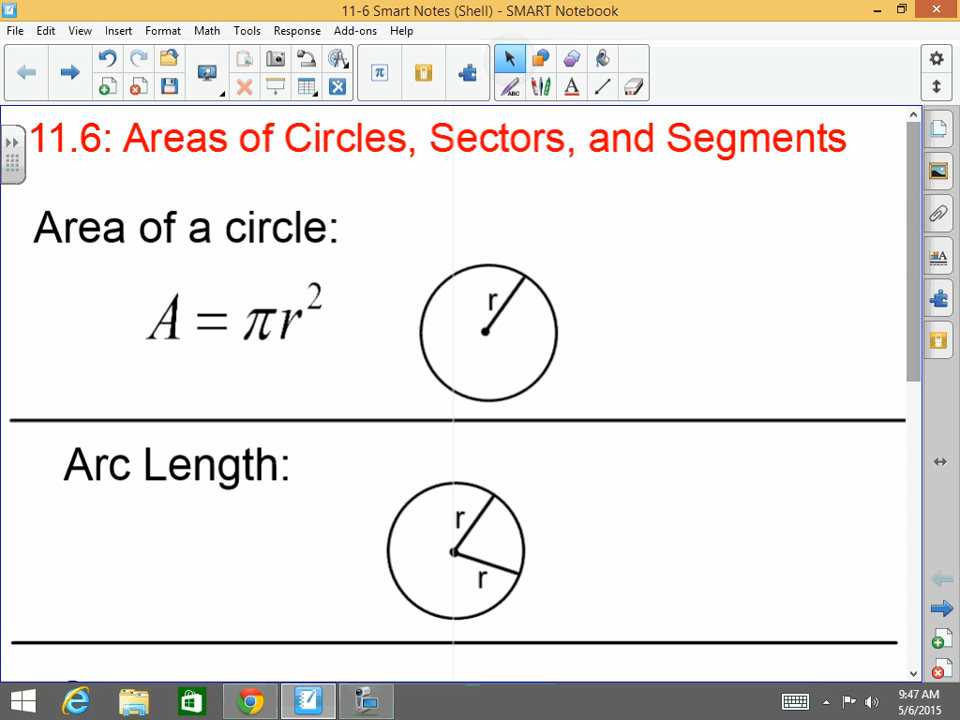 11-6 Smart Notes (Shell) - SMART Notebook
File Edit View Insert Format Math Tools Response Add-ons Help
π
ABC
A
11.6: Areas of Circles, Sectors, and Segments
Area of a circle:
A = πr²
r
Arc Length:
r
r
9:47 AM
5/6/2015